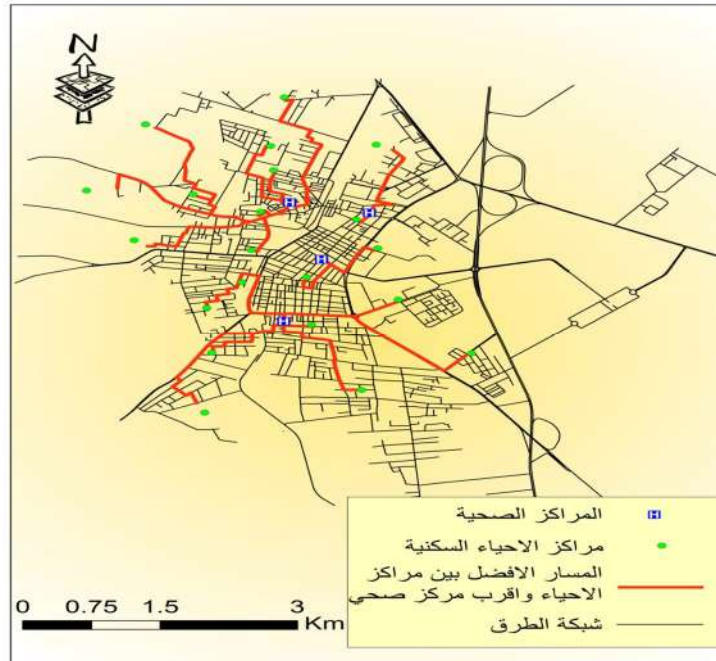 N
H
H
H
H
المراكز الصحية
H
مراكز الاحياء السكنية
المسار الافضل بين مراكز
الاحياء واقرب مركز صحي
شبكة الطرق
0 0.75 1.5 3
Km